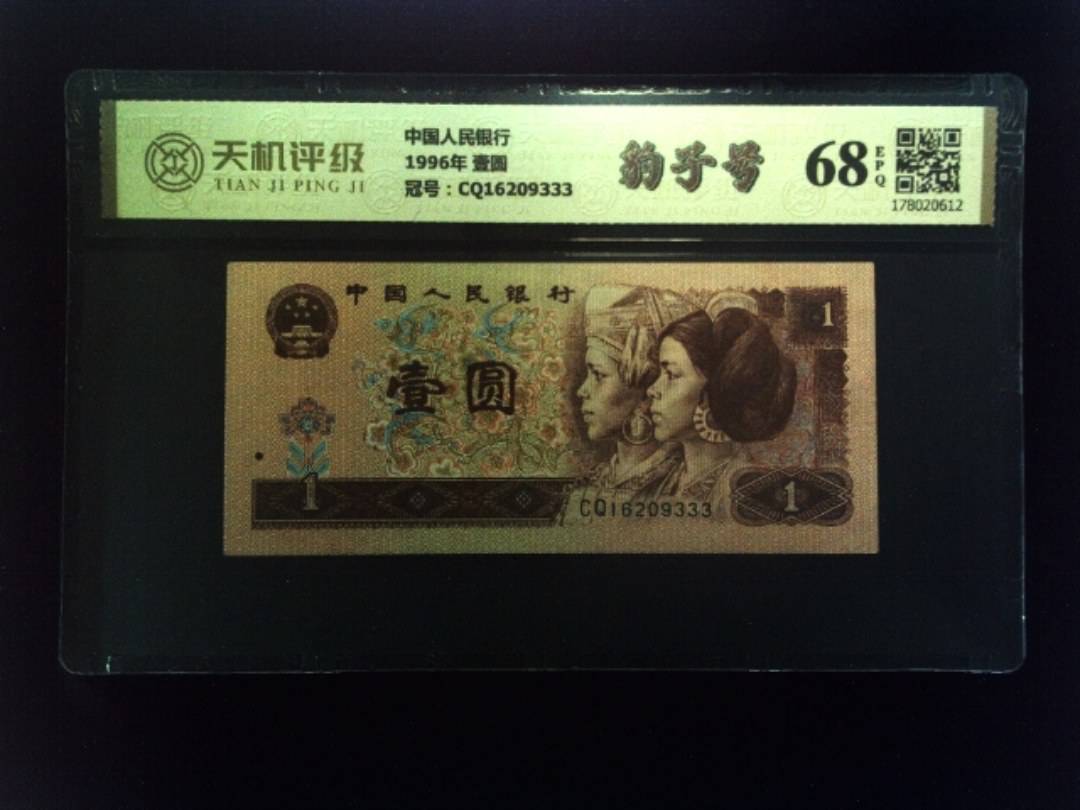 天机评级
TIAN JI PING JI
中国人民银行
1996年 壹圆
冠号：CQ16209333
豹子号
68
EPQ
178020612
中国人民银行
1
壹圆
1
CQ16209333
1